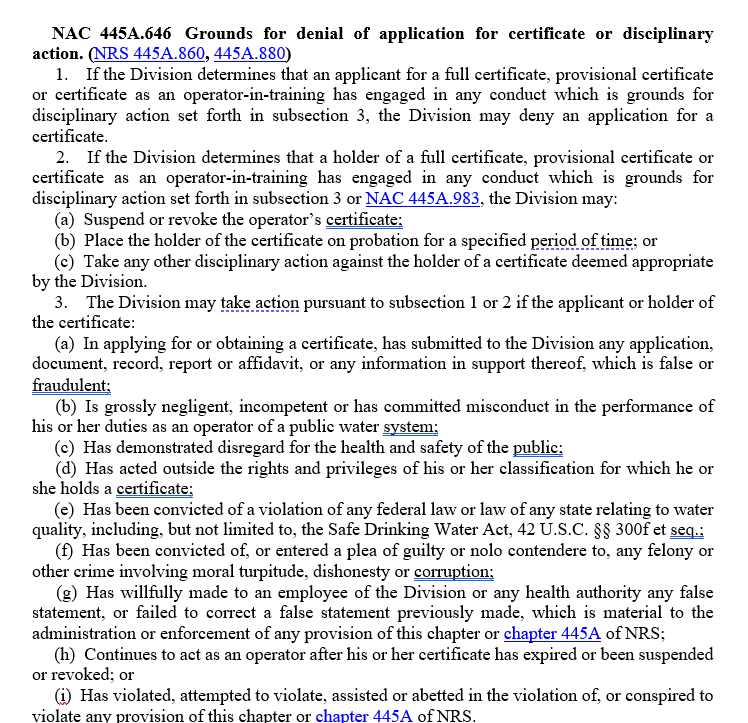 NAC 445A.646 Grounds for denial of application for certificate or disciplinary
action. (NRS 445A.860, 445A.880)
1. If the Division determines that an applicant for a full certificate, provisional certificate
or certificate as an operator-in-training has engaged in any conduct which is grounds for
disciplinary action set forth in subsection 3, the Division may deny an application for a
certificate.
2. If the Division determines that a holder of a full certificate, provisional certificate or
certificate as an operator-in-training has engaged in any conduct which is grounds for
disciplinary action set forth in subsection 3 or NAC 445A.983, the Division may:
(a) Suspend or revoke the operator’s certificate;
(b) Place the holder of the certificate on probation for a specified period of time; or
(c) Take any other disciplinary action against the holder of a certificate deemed appropriate
by the Division.
3. The Division may take action pursuant to subsection 1 or 2 if the applicant or holder of
the certificate:
(a) In applying for or obtaining a certificate, has submitted to the Division any application,
document, record, report or affidavit, or any information in support thereof, which is false or
fraudulent;
(b) Is grossly negligent, incompetent or has committed misconduct in the performance of
his or her duties as an operator of a public water system;
(c) Has demonstrated disregard for the health and safety of the public;
(d) Has acted outside the rights and privileges of his or her classification for which he or
she holds a certificate;
(e) Has been convicted of a violation of any federal law or law of any state relating to water
quality, including, but not limited to, the Safe Drinking Water Act, 42 U.S.C. §§ 300f et seq.;
(f) Has been convicted of, or entered a plea of guilty or nolo contendere to, any felony or
other crime involving moral turpitude, dishonesty or corruption;
(g) Has willfully made to an employee of the Division or any health authority any false
statement, or failed to correct a false statement previously made, which is material to the
administration or enforcement of any provision of this chapter or chapter 445A of NRS;
(h) Continues to act as an operator after his or her certificate has expired or been suspended
or revoked; or
(i) Has violated, attempted to violate, assisted or abetted in the violation of, or conspired to
violate any provision of this chapter or chapter 445A of NRS.